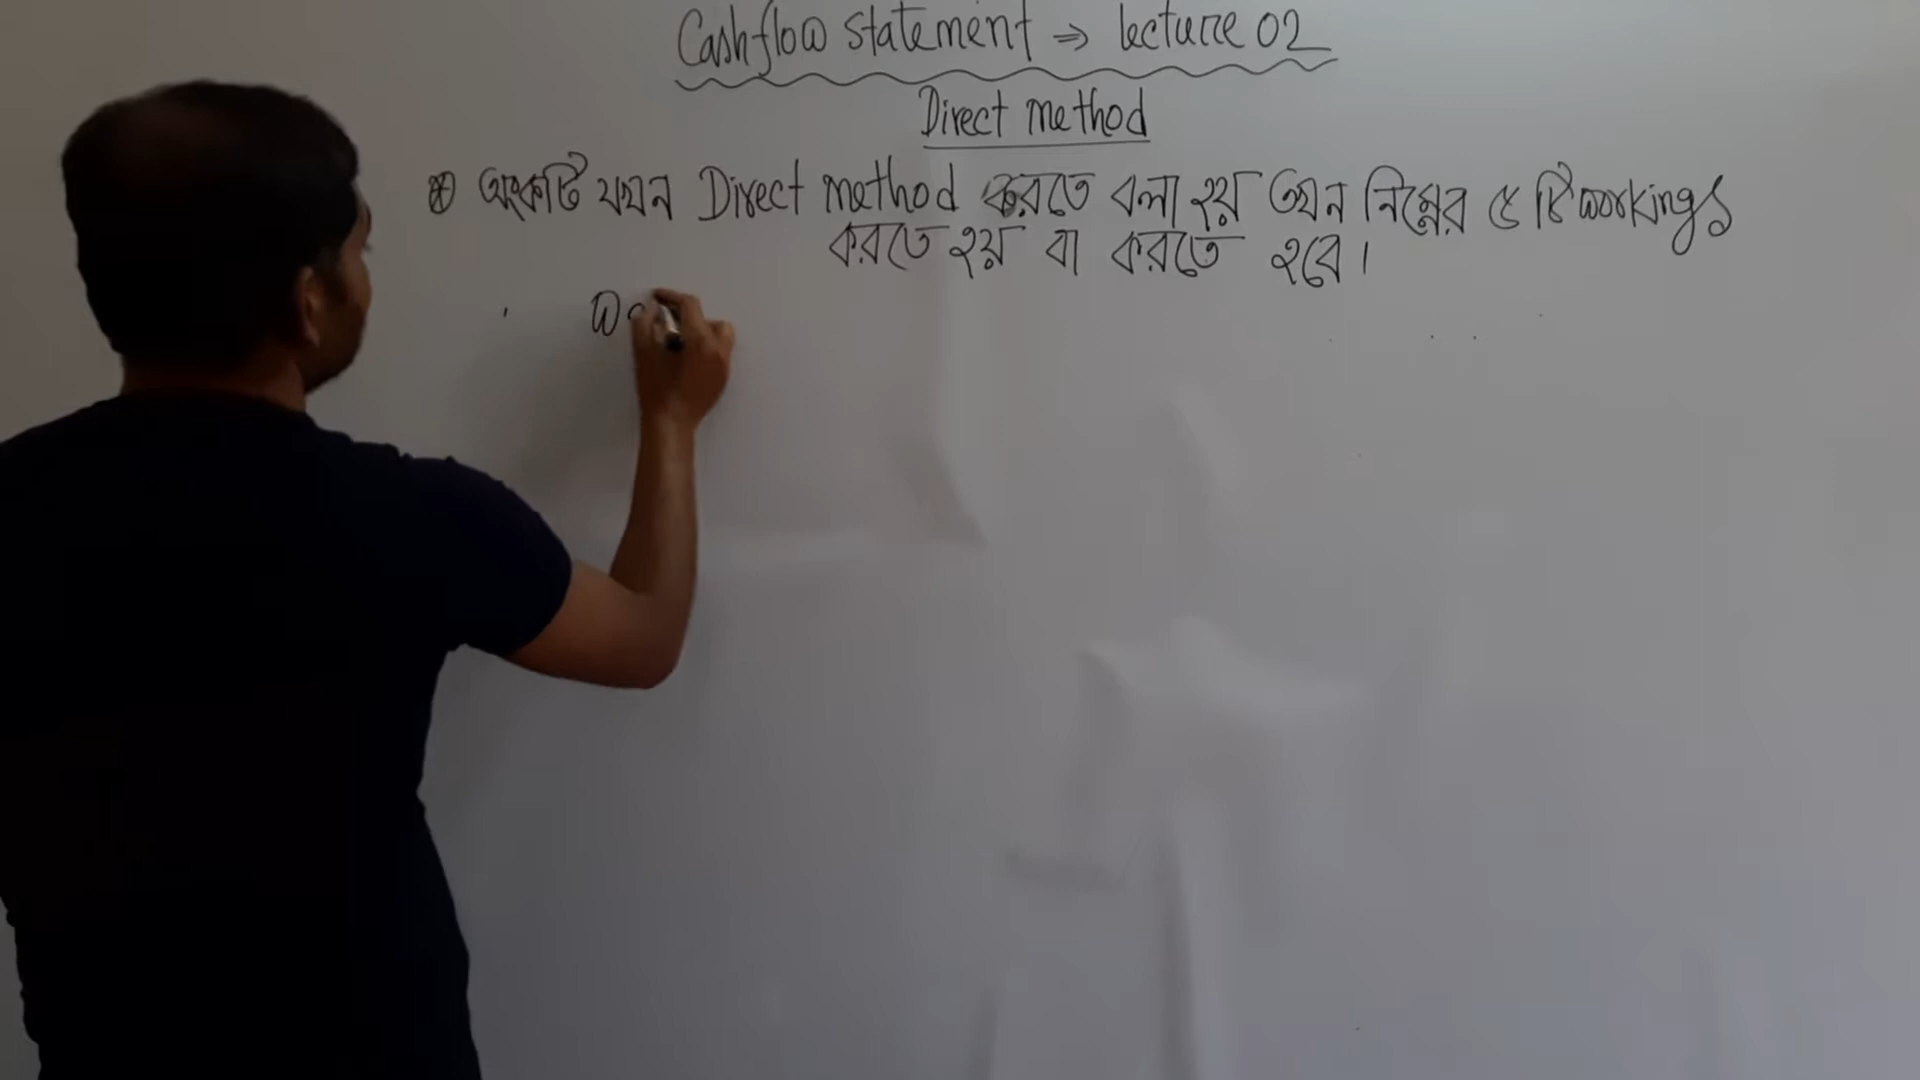 Cashflow statement ⇒ lecture 02
Direct method
⊛ অংকটি যখন Direct method করতে বলা হয় তখন নিম্নের ৫ টি workings
করতে হয় বা করতে হবে।
Wo